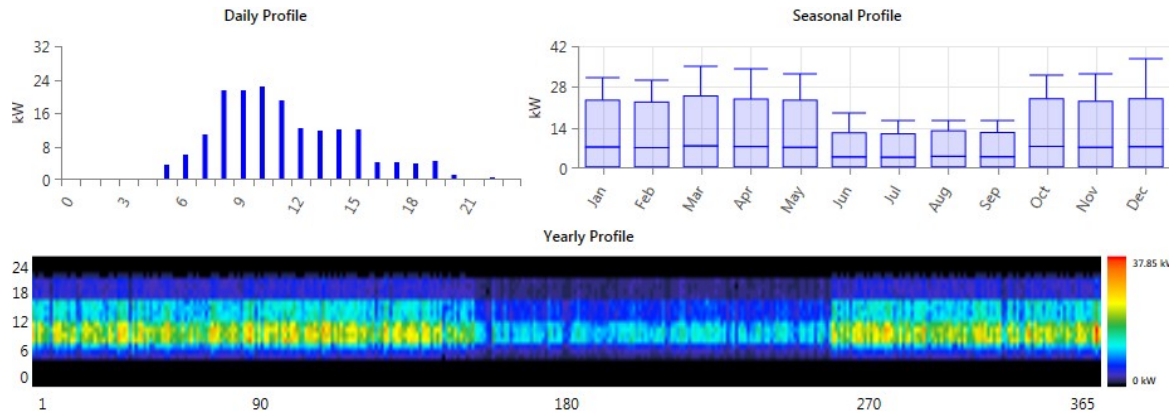 Daily Profile
kW
32
24
16
8
0
0
3
6
9
12
15
18
21
Seasonal Profile
kW
42
28
14
0
Jan
Feb
Mar
Apr
May
Jun
Jul
Aug
Sep
Oct
Nov
Dec
Yearly Profile
24
18
12
6
0
1
90
180
270
365
37.85 k
0 kW